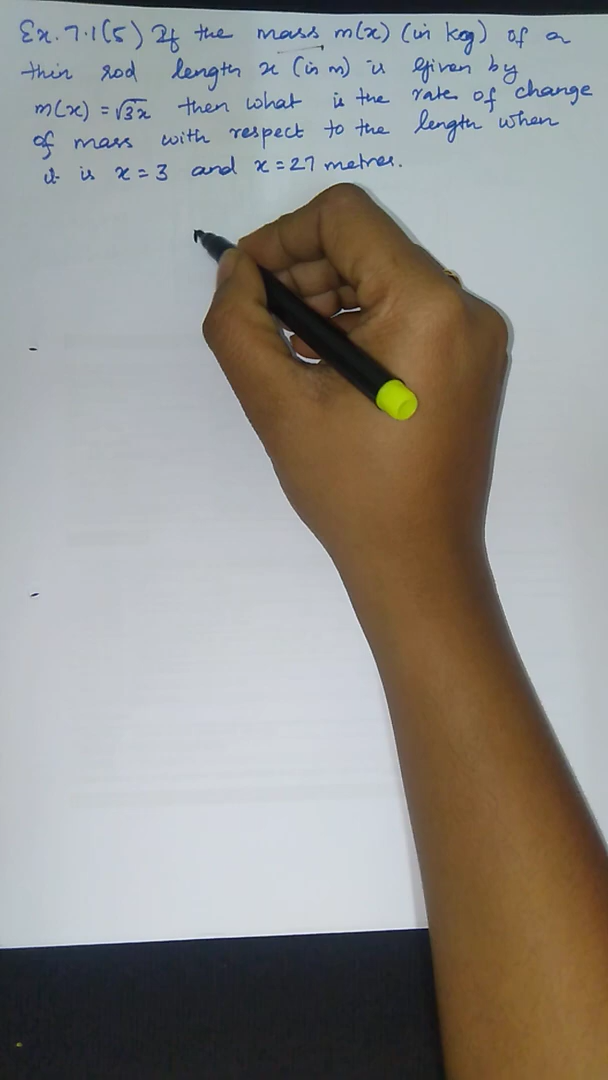 Ex. 7.1(5) If the mass m(x) (in kg) of a
thin rod length x (in m) is given by
m(x) = √3x then what is the rate of change
of mass with respect to the length when
it is x = 3 and x = 27 metres.